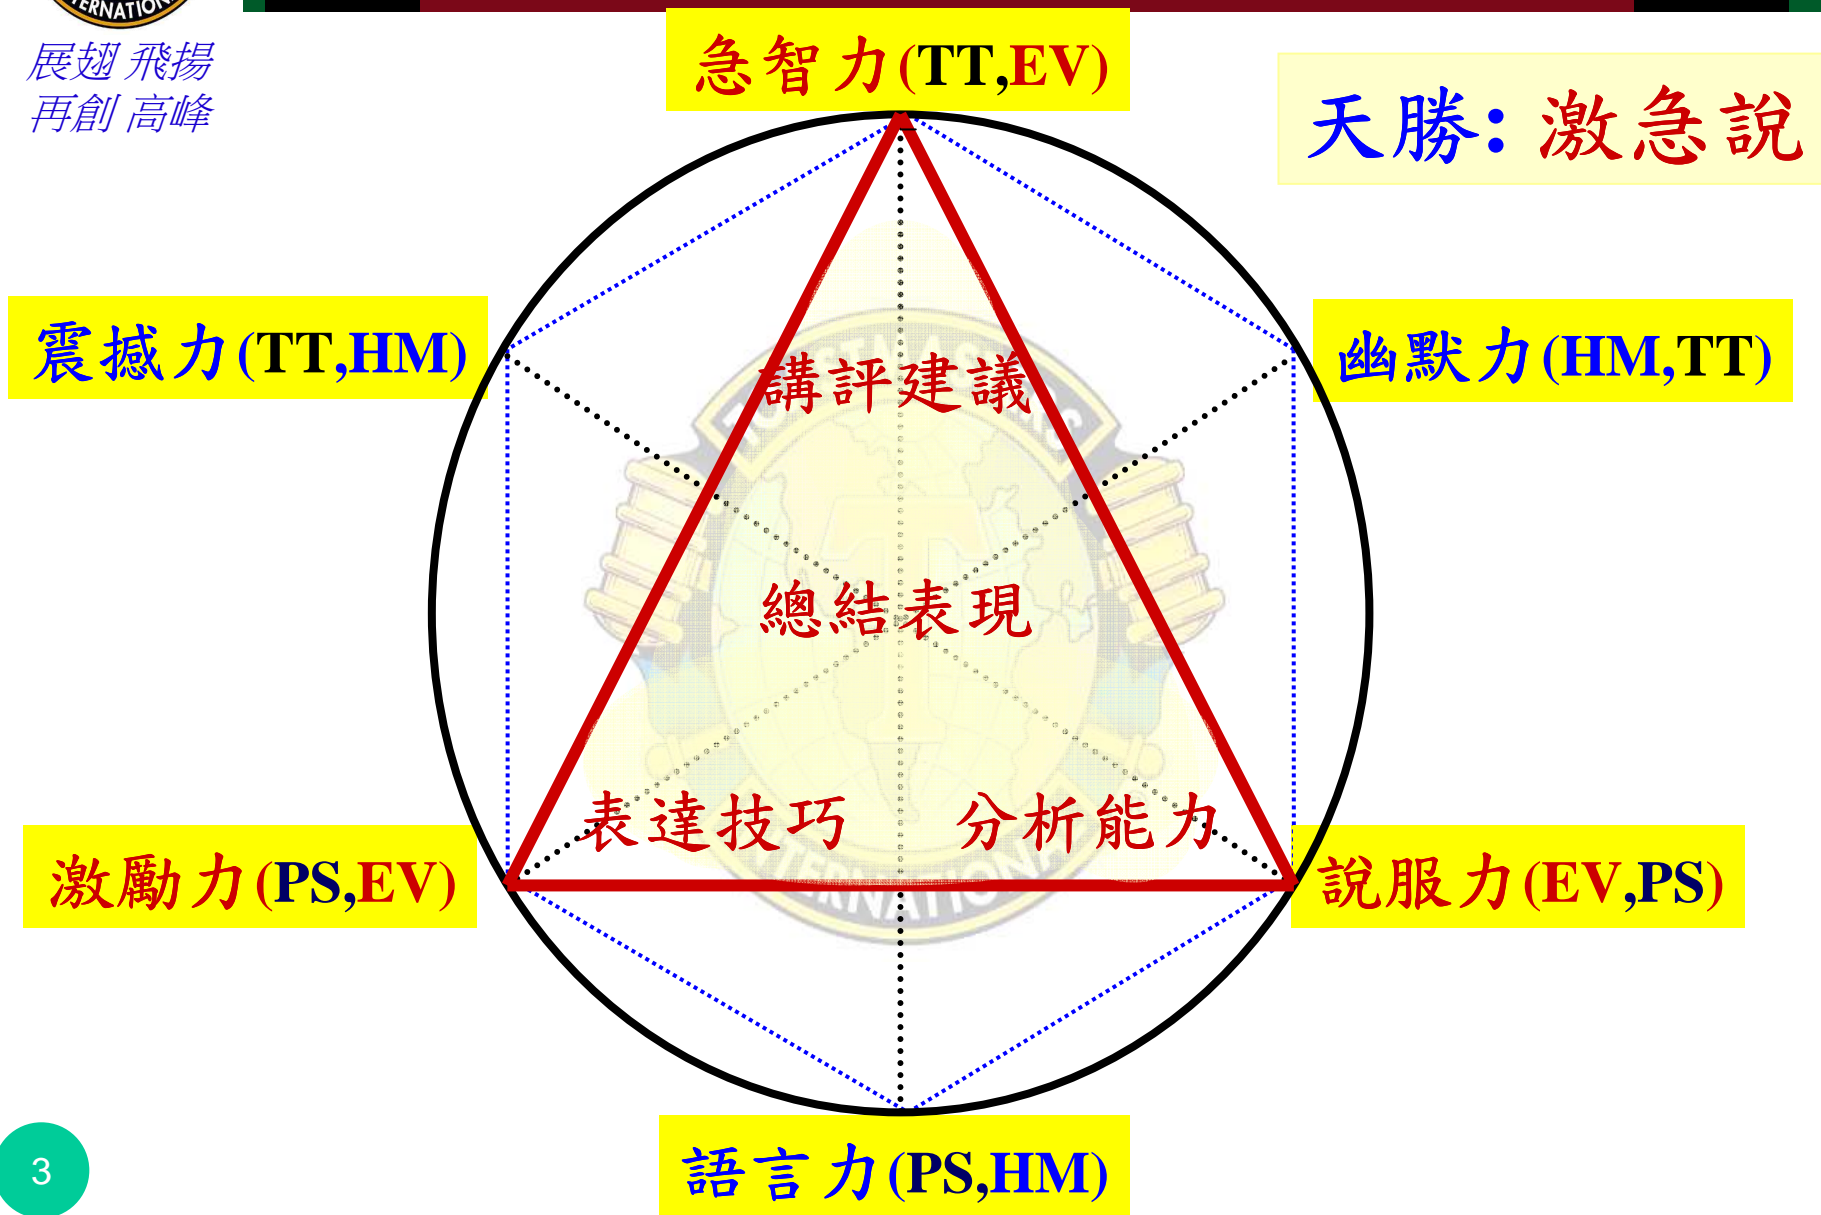 ERNATION
展翅 飛揚
再創 高峰
急智力(TT,EV)
天勝: 激急說
震撼力(TT,HM)
幽默力(HM,TT)
TOASTMASTERS
講評建議
總結表現
表達技巧
分析能力
激勵力(PS,EV)
說服力(EV,PS)
INTERNATIONAL
語言力(PS,HM)
3